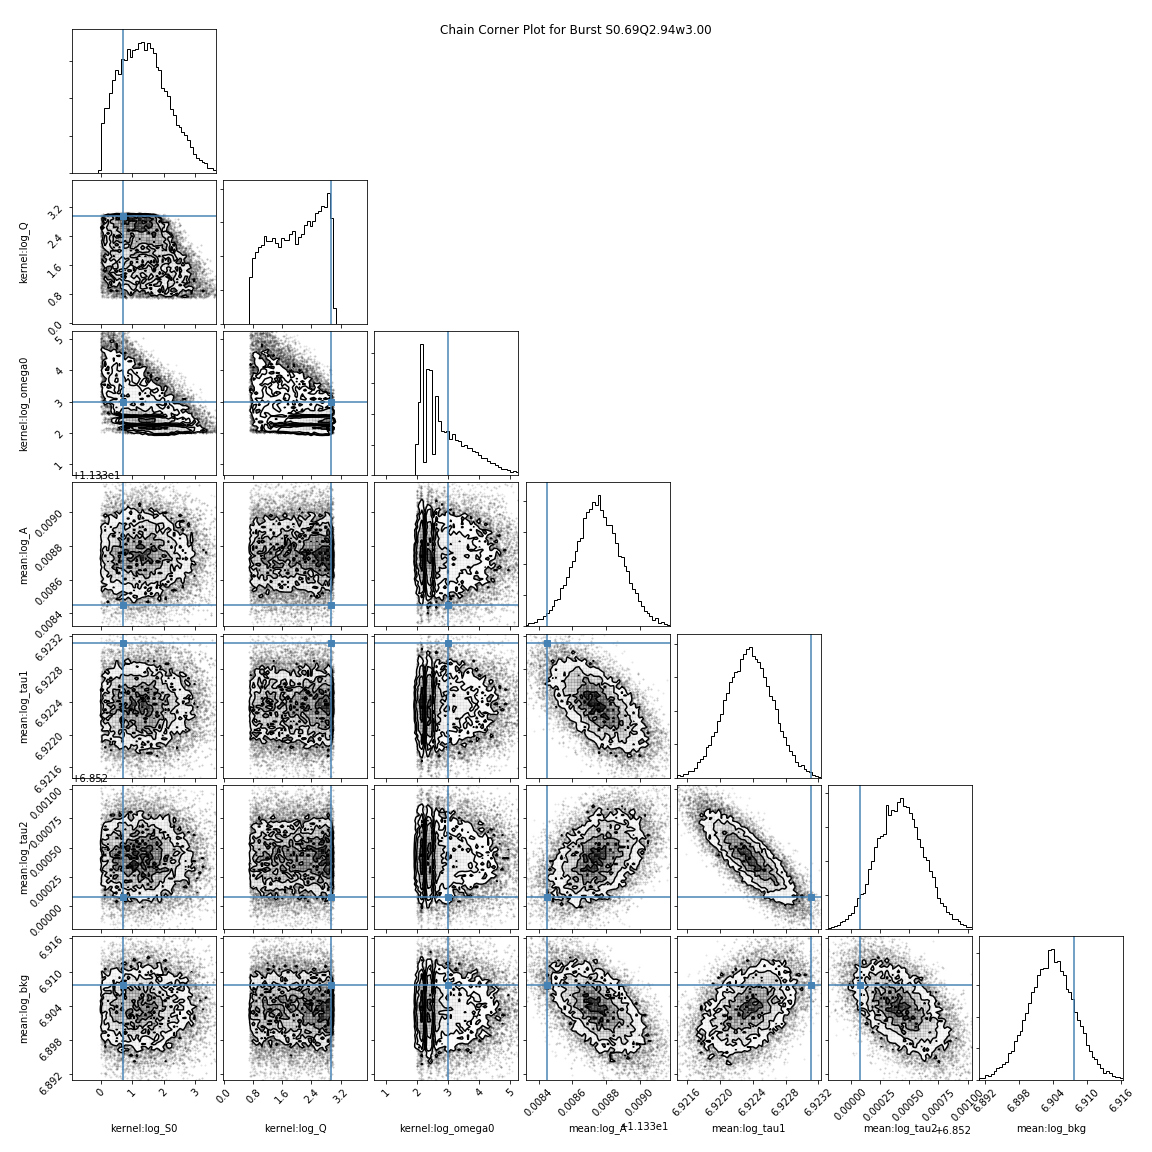 Chain Corner Plot for Burst S0.69Q2.94w3.00
kernel:log_Q
3.2
2.4
1.6
0.8
0.0
kernel:log_omega0
5
4
3
2
1
+1.133e1
mean:log_A
0.0090
0.0088
0.0086
0.0084
mean:log_tau1
6.9232
6.9228
6.9224
6.9220
6.9216
+6.852
mean:log_tau2
0.00100
0.00075
0.00050
0.00025
0.00000
mean:log_bkg
6.916
6.910
6.904
6.898
6.892
0 1 2 3
0.0 0.8 1.6 2.4 3.2
1 2 3 4 5
0.0084 0.0086 0.0088 0.0090
6.9216 6.9220 6.9224 6.9228 6.9232
0.00000 0.00025 0.00050 0.00075 0.00100
6.892 6.898 6.904 6.910 6.916
+1.133e1 +6.852
kernel:log_S0 kernel:log_Q kernel:log_omega0 mean:log_A mean:log_tau1 mean:log_tau2 mean:log_bkg